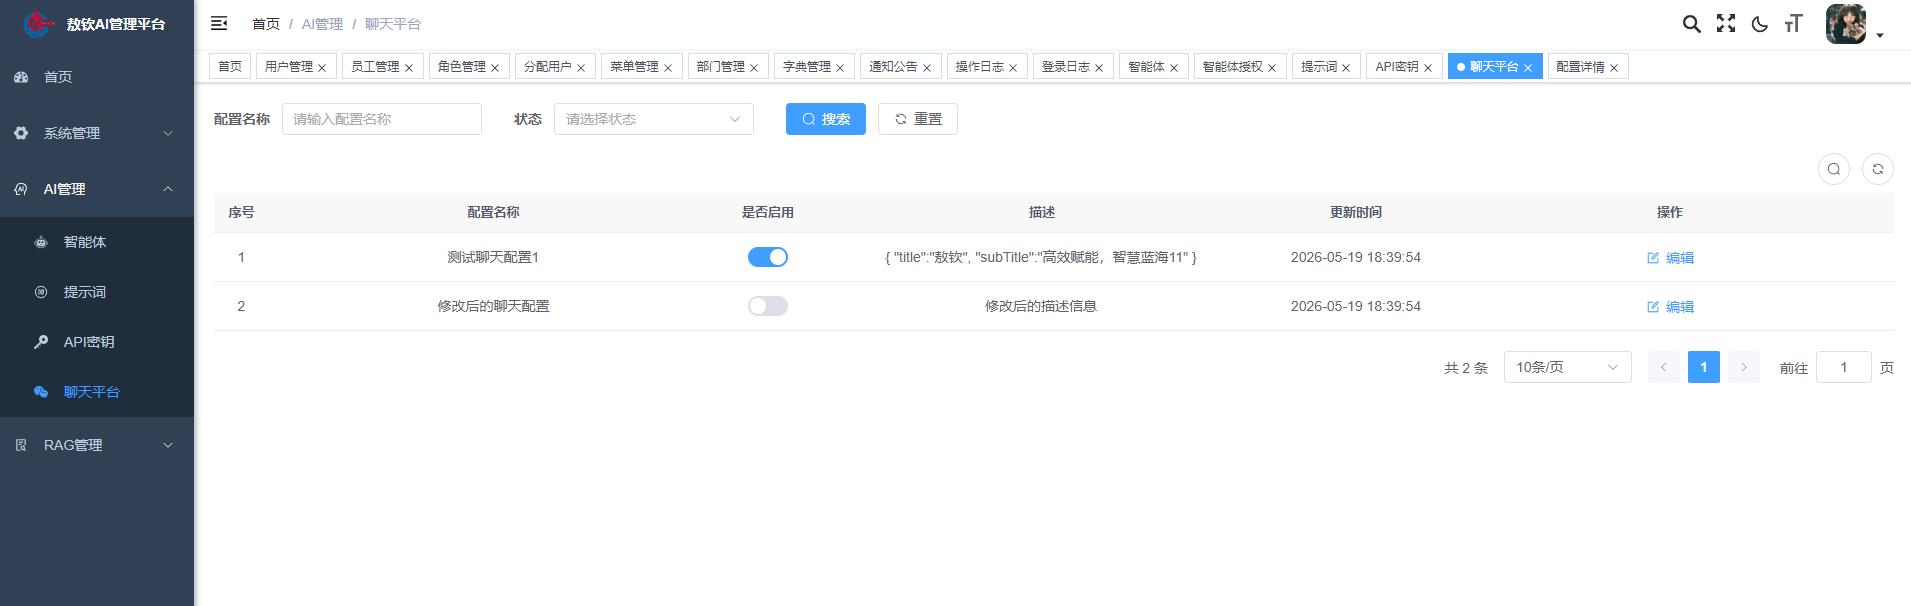 敖钦AI管理平台
首页 / AI管理 / 聊天平台
首页
系统管理
AI管理
智能体
提示词
API密钥
聊天平台
RAG管理
首页 用户管理 员工管理 角色管理 分配用户 菜单管理 部门管理 字典管理 通知公告 操作日志 登录日志 智能体 智能体授权 提示词 API密钥 聊天平台 配置详情
配置名称 请输入配置名称 状态 请选择状态 搜索 重置
序号 配置名称 是否启用 描述 更新时间 操作
1 测试聊天配置1 { "title":"敖钦", "subTitle":"高效赋能，智慧蓝海11" } 2026-05-19 18:39:54 编辑
2 修改后的聊天配置 修改后的描述信息 2026-05-19 18:39:54 编辑
共 2 条 10条/页 1 前往 1 页